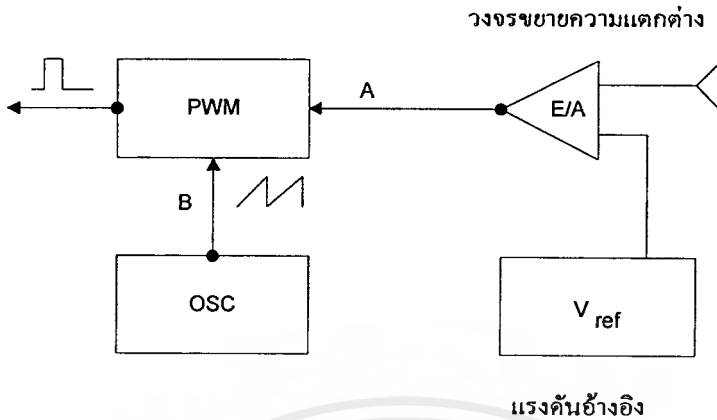 วงจรขยายความแตกต่าง
PWM
A
E/A
B
OSC
V ref
แรงดันอ้างอิง